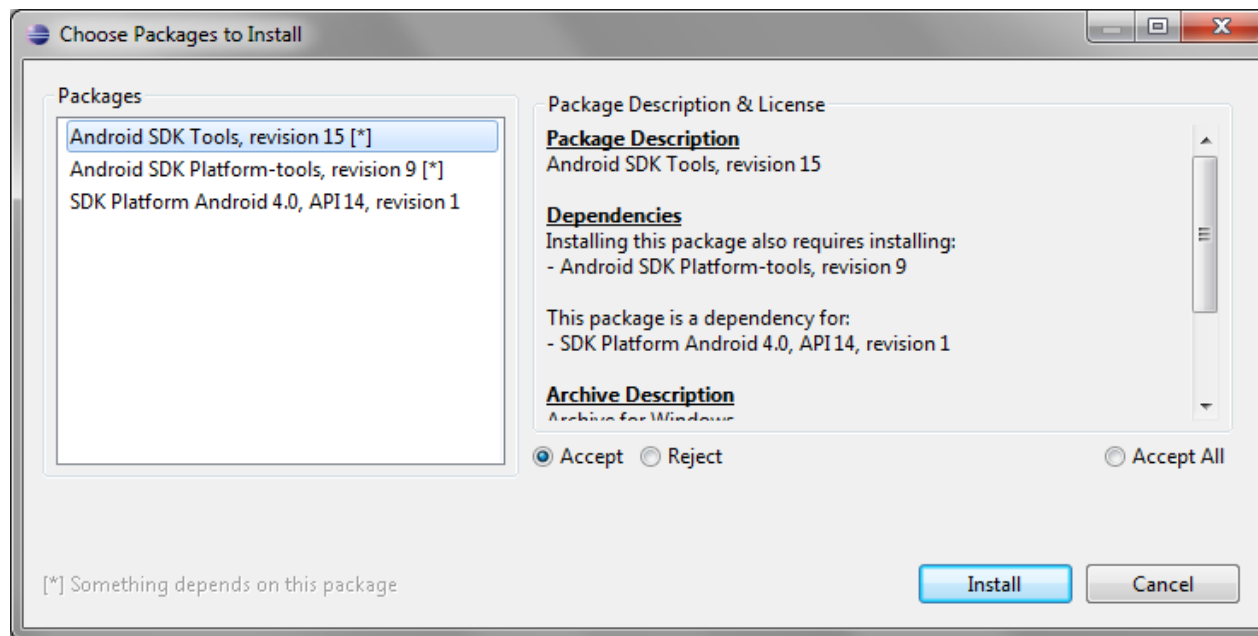 Choose Packages to Install
Packages
Android SDK Tools, revision 15 [*]
Android SDK Platform-tools, revision 9 [*]
SDK Platform Android 4.0, API 14, revision 1
Package Description & License
Package Description
Android SDK Tools, revision 15
Dependencies
Installing this package also requires installing:
- Android SDK Platform-tools, revision 9
This package is a dependency for:
- SDK Platform Android 4.0, API 14, revision 1
Archive Description
Archive for Windows
Accept
Reject
Accept All
[*] Something depends on this package
Install
Cancel